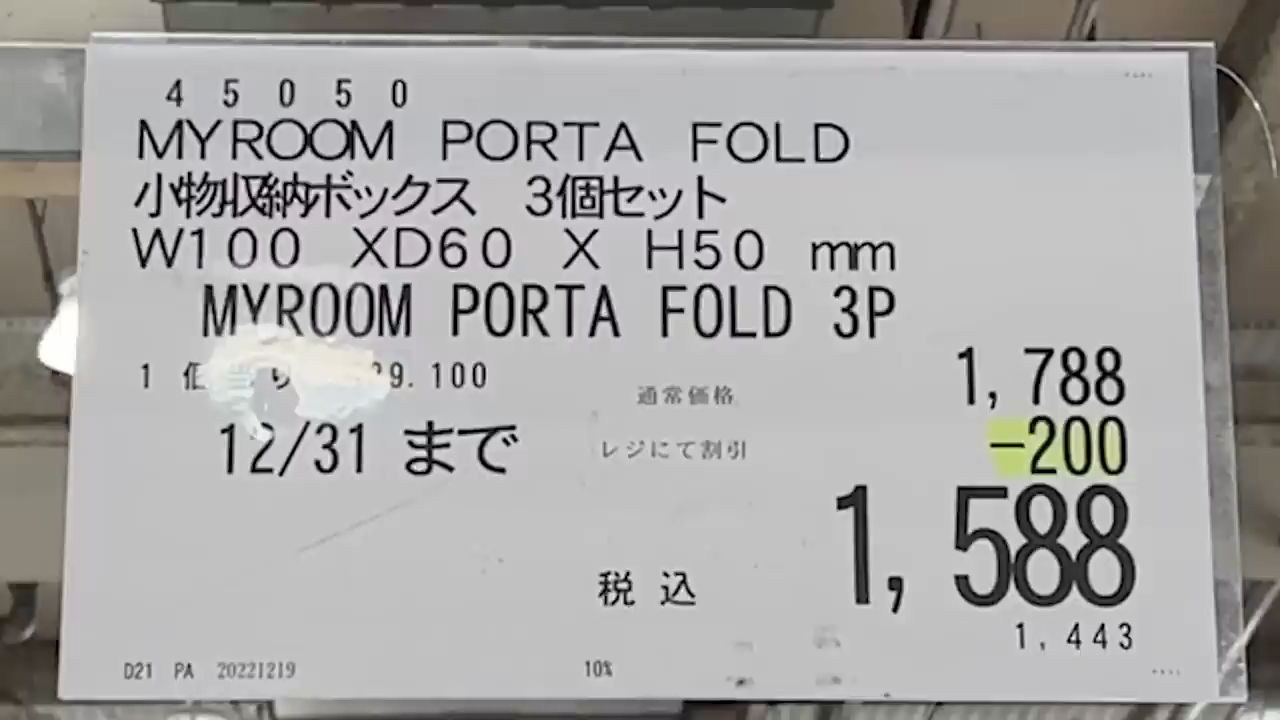 45050
MYROOM PORTA FOLD
小物収納ボックス 3個セット
W100 XD60 X H50 mm
MYROOM PORTA FOLD 3P
1 9.100
通常価格 1,788
12/31 まで レジにて割引 -200
税込 1,588
1,443
D21 PA 20221219 10%